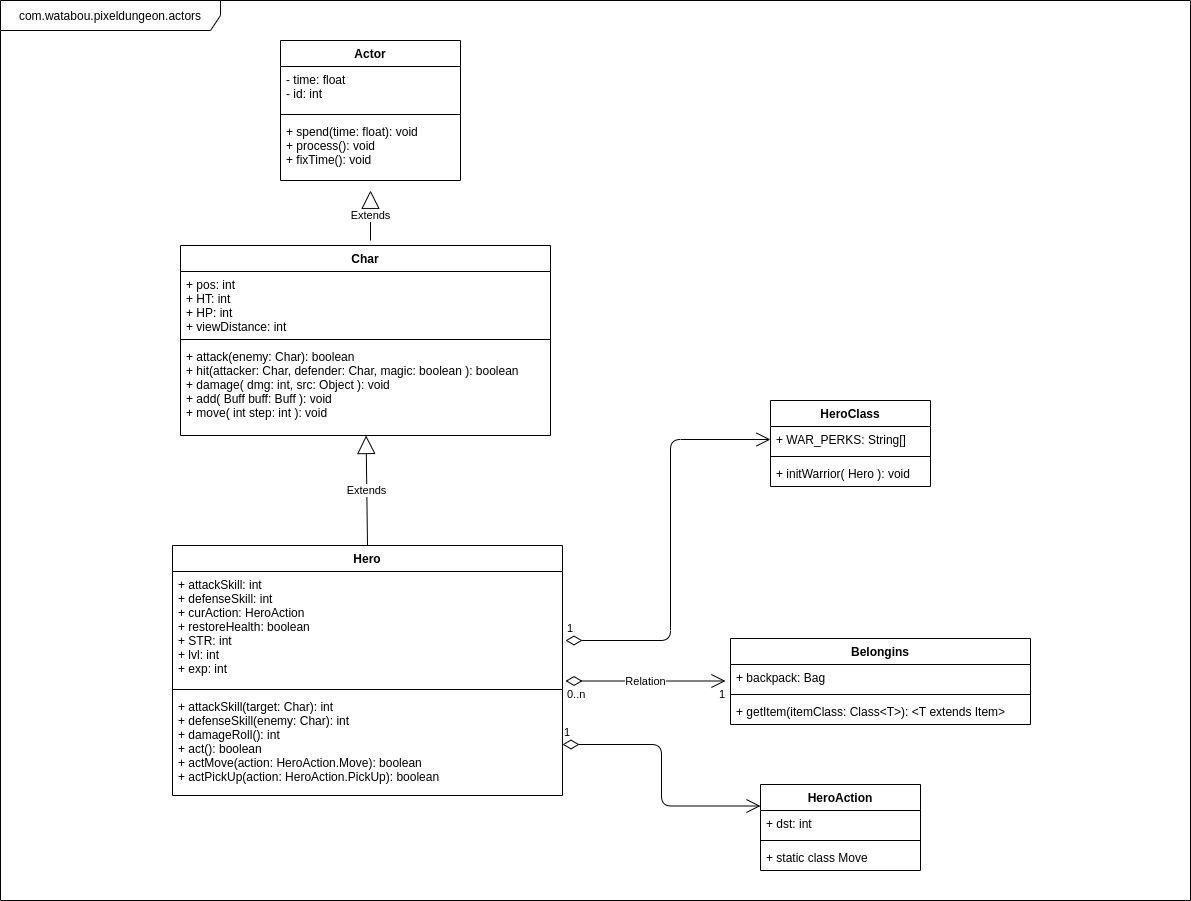 com.watabou.pixeldungeon.actors
Actor
- time: float
- id: int
+ spend(time: float): void
+ process(): void
+ fixTime(): void
Extends
Char
+ pos: int
+ HT: int
+ HP: int
+ viewDistance: int
+ attack(enemy: Char): boolean
+ hit(attacker: Char, defender: Char, magic: boolean ): boolean
+ damage( dmg: int, src: Object ): void
+ add( Buff buff: Buff ): void
+ move( int step: int ): void
Extends
Hero
+ attackSkill: int
+ defenseSkill: int
+ curAction: HeroAction
+ restoreHealth: boolean
+ STR: int
+ lvl: int
+ exp: int
+ attackSkill(target: Char): int
+ defenseSkill(enemy: Char): int
+ damageRoll(): int
+ act(): boolean
+ actMove(action: HeroAction.Move): boolean
+ actPickUp(action: HeroAction.PickUp): boolean
1
HeroClass
+ WAR_PERKS: String[]
+ initWarrior( Hero ): void
Relation
0..n
1
Belongins
+ backpack: Bag
+ getItem(itemClass: Class<T>): <T extends Item>
1
HeroAction
+ dst: int
+ static class Move